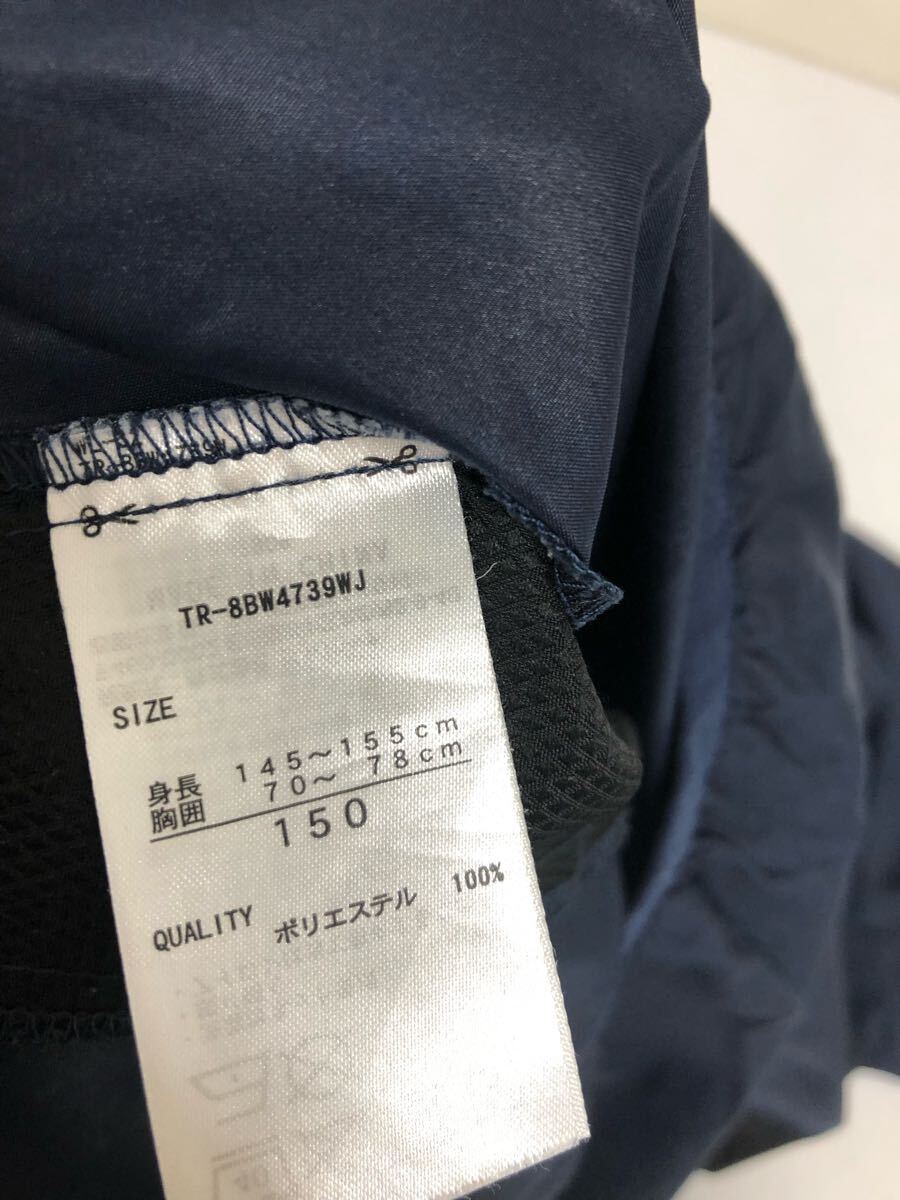 TR-8BW4739WJ
SIZE
身長 145～155cm
胸囲 70～ 78cm
150
QUALITY ポリエステル 100%